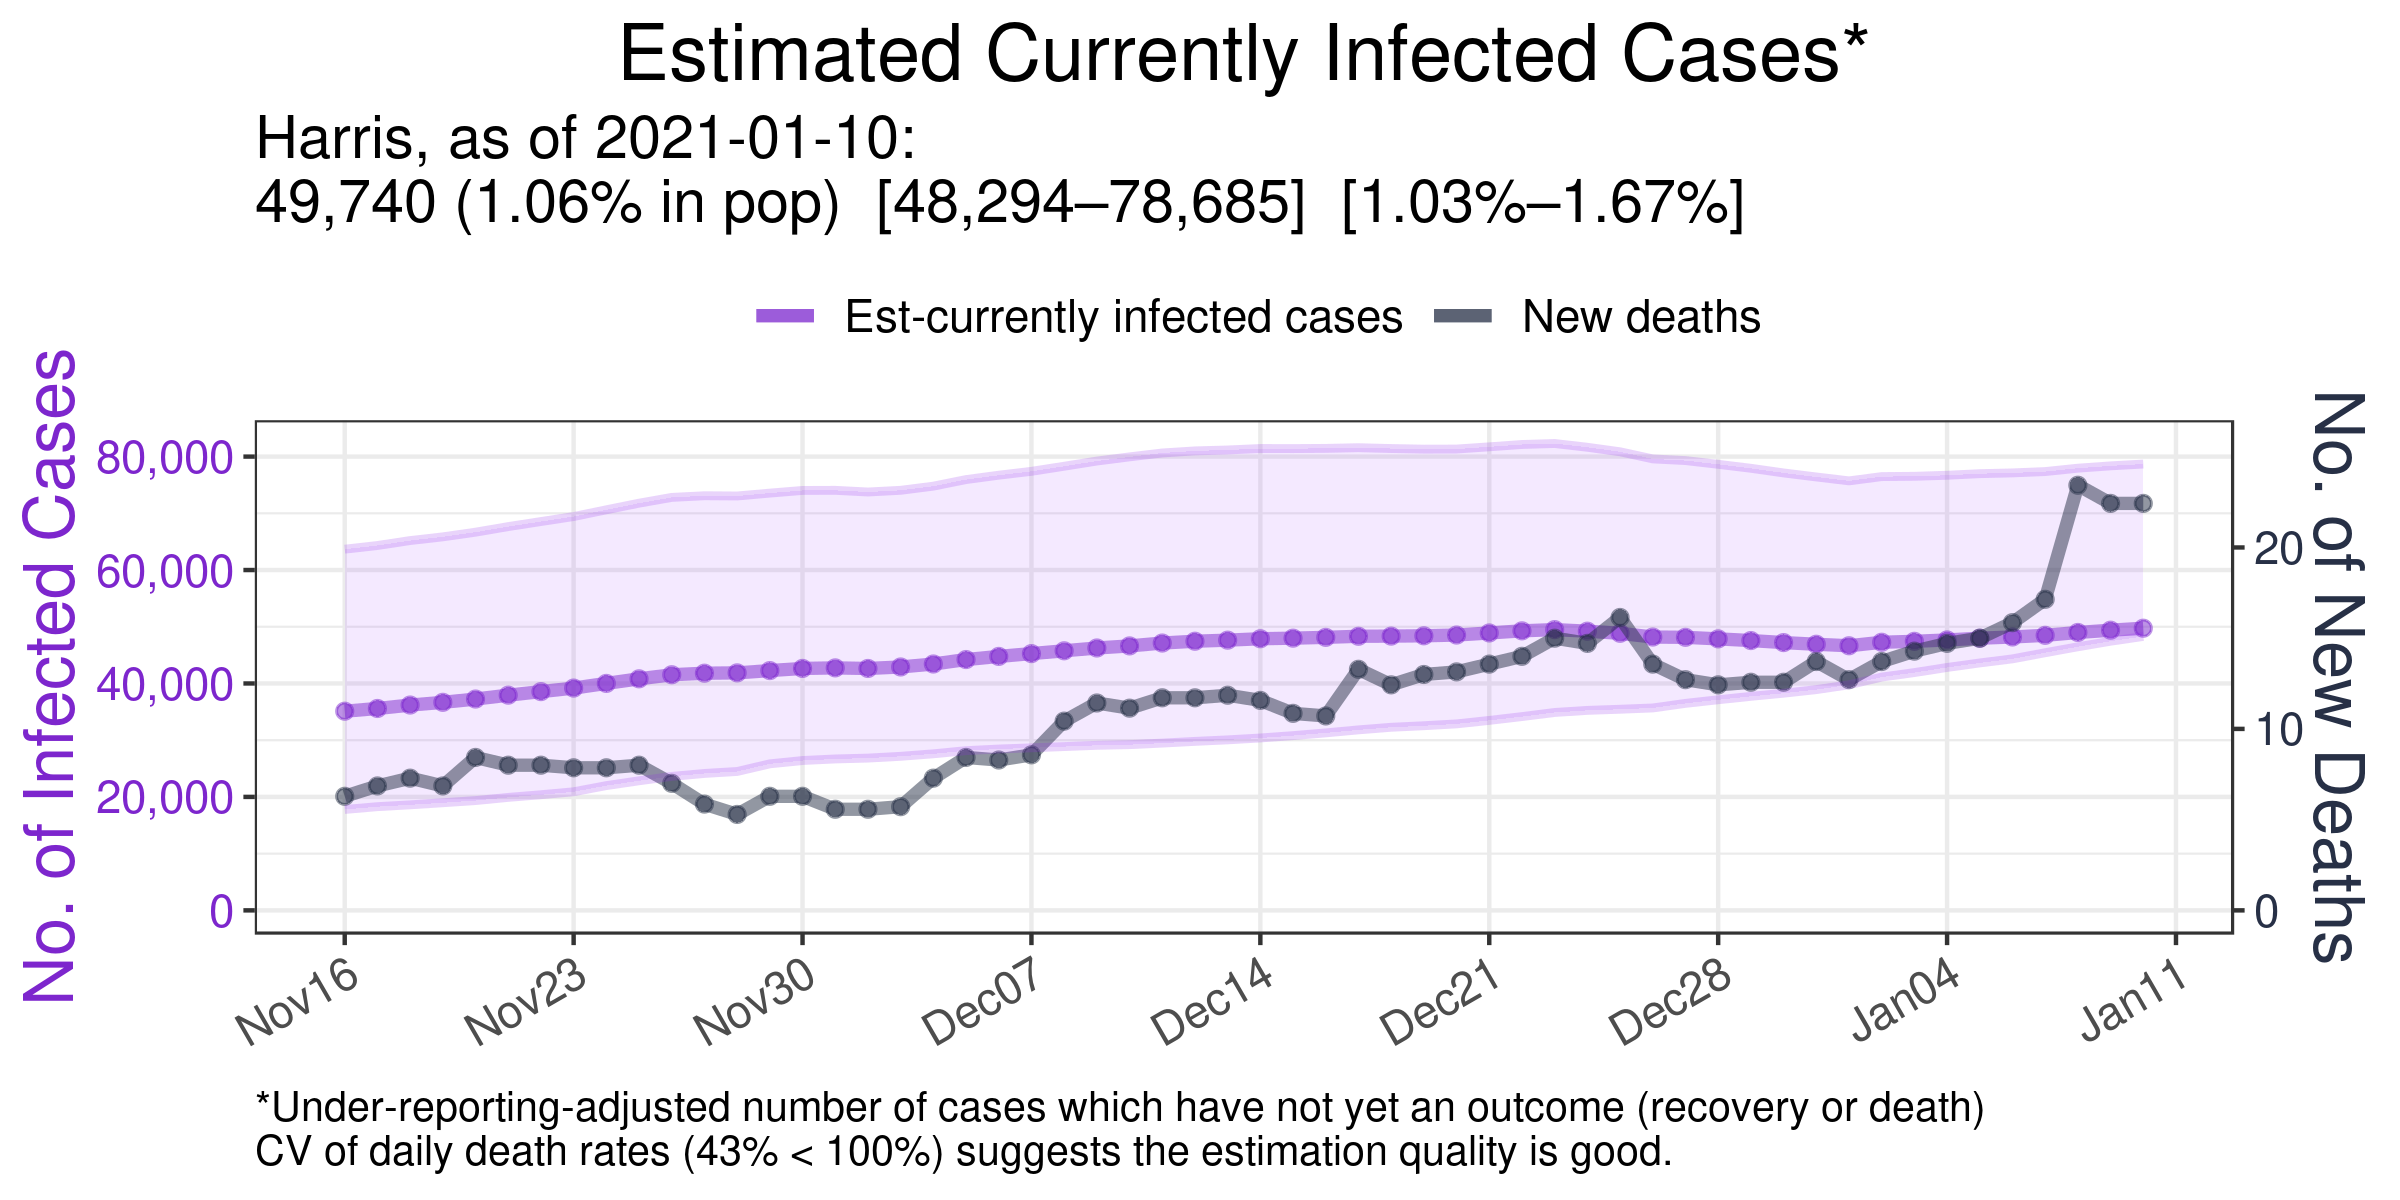 Estimated Currently Infected Cases*
Harris, as of 2021-01-10:
49,740 (1.06% in pop)  [48,294–78,685]  [1.03%–1.67%]
Est-currently infected cases
New deaths
No. of Infected Cases
80,000
60,000
40,000
20,000
0
No. of New Deaths
20
10
0
Nov16
Nov23
Nov30
Dec07
Dec14
Dec21
Dec28
Jan04
Jan11
*Under-reporting-adjusted number of cases which have not yet an outcome (recovery or death)
CV of daily death rates (43% < 100%) suggests the estimation quality is good.